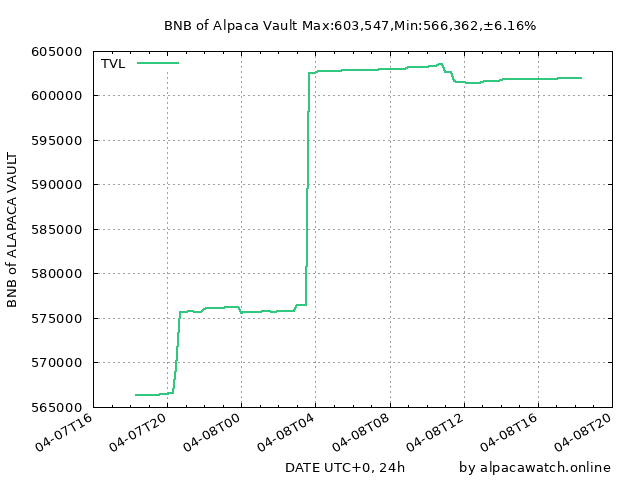 BNB of Alpaca Vault Max:603,547,Min:566,362,±6.16%
TVL
605000
600000
595000
590000
585000
580000
575000
570000
565000
BNB of ALAPACA VAULT
04-07T16
04-07T20
04-08T00
04-08T04
04-08T08
04-08T12
04-08T16
04-08T20
DATE UTC+0, 24h
by alpacawatch.online